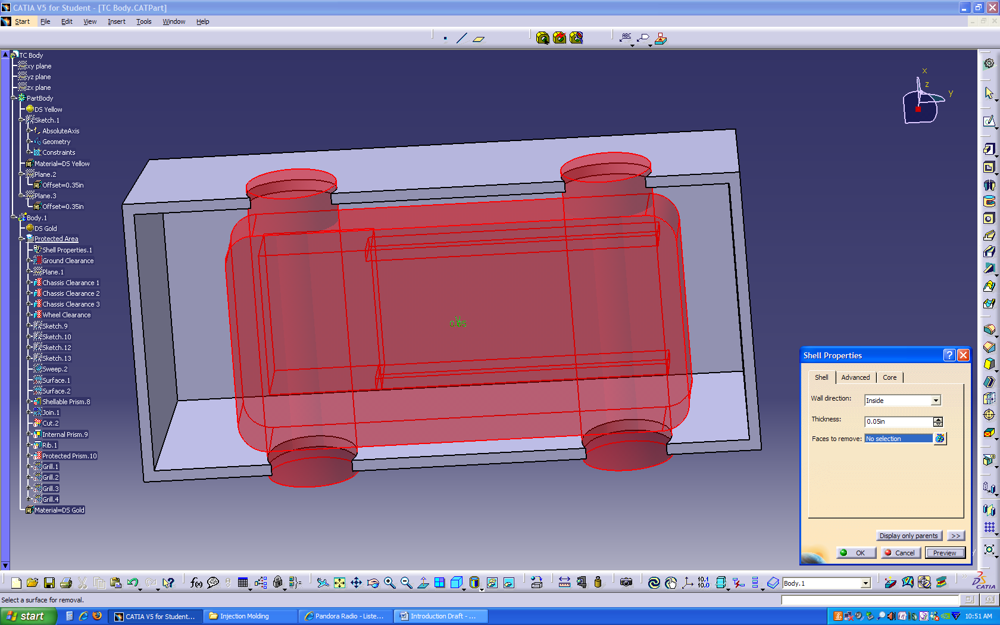 CATIA V5 for Student - [TC Body.CATPart]
Start File Edit View Insert Tools Window Help
ABC
TC Body
xy plane
yz plane
zx plane
PartBody
DS Yellow
Sketch.1
AbsoluteAxis
Geometry
Constraints
Material=DS Yellow
Plane.2
Offset=0.35in
Plane.3
Offset=0.35in
Body.1
DS Gold
Protected Area
Shell Properties.1
Ground Clearance
Plane.1
Chassis Clearance 1
Chassis Clearance 2
Chassis Clearance 3
Wheel Clearance
Sketch.9
Sketch.10
Sketch.12
Sketch.13
Sweep.2
Surface.1
Surface.2
Shellable Prism.8
Join.1
Cut.2
Internal Prism.9
Rib.1
Protected Prism.10
Grill.1
Grill.2
Grill.3
Grill.4
Material=DS Gold
x
z
y
Shell Properties
Shell Advanced Core
Wall direction: Inside
Thickness: 0.05in
Faces to remove: No selection
Display only parents >>
OK Cancel Preview
f(x)
10.1
10.0
Body.1
CATIA
Select a surface for removal.
start
CATIA V5 for Student...
Injection Molding
Pandora Radio - Liste...
Introduction Draft - ...
10:51 AM